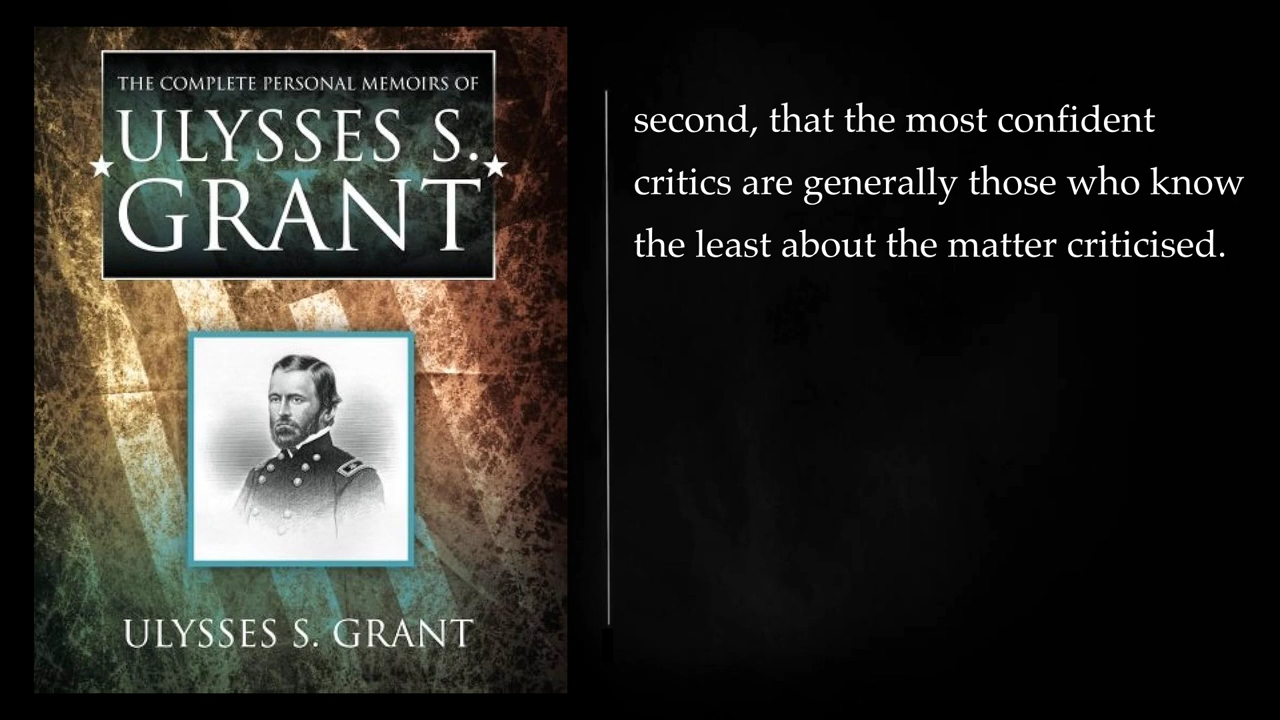 THE COMPLETE PERSONAL MEMOIRS OF
ULYSSES S.
GRANT
ULYSSES S. GRANT
second, that the most confident
critics are generally those who know
the least about the matter criticised.